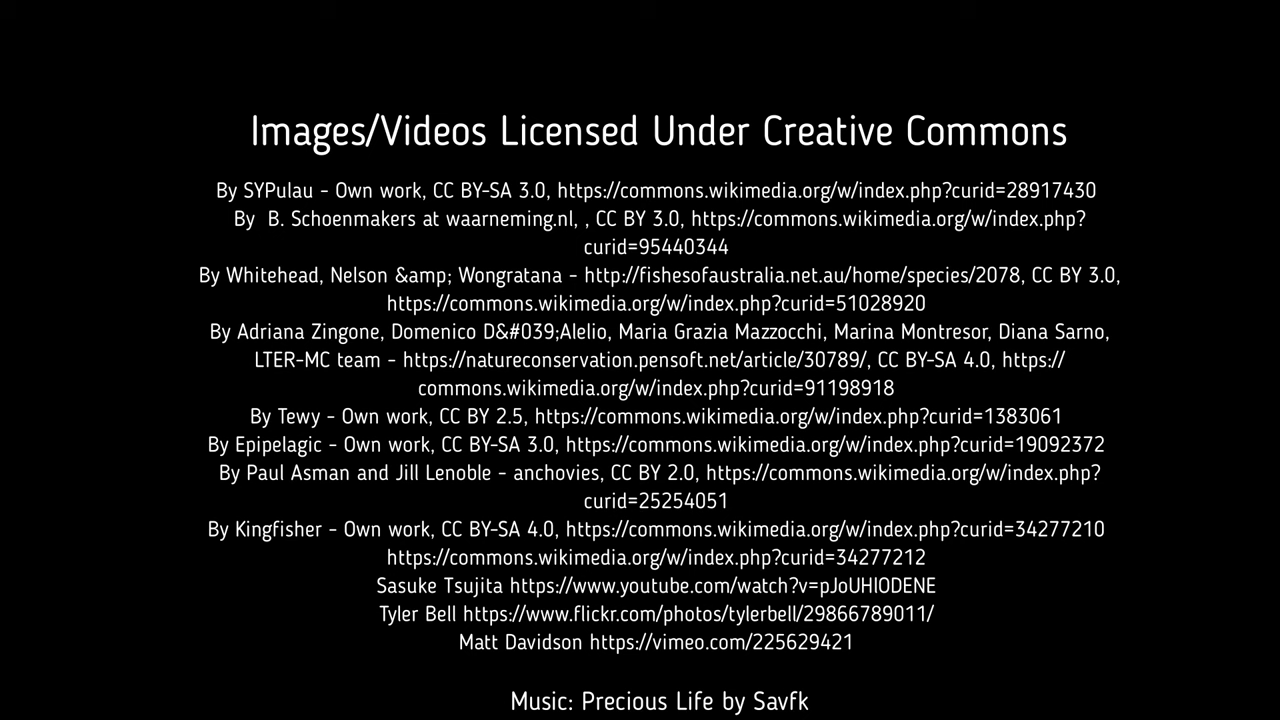 Images/Videos Licensed Under Creative Commons
By SYPulau - Own work, CC BY-SA 3.0, https://commons.wikimedia.org/w/index.php?curid=28917430
By  B. Schoenmakers at waarneming.nl, , CC BY 3.0, https://commons.wikimedia.org/w/index.php?
curid=95440344
By Whitehead, Nelson &amp; Wongratana - http://fishesofaustralia.net.au/home/species/2078, CC BY 3.0,
https://commons.wikimedia.org/w/index.php?curid=51028920
By Adriana Zingone, Domenico D&#039;Alelio, Maria Grazia Mazzocchi, Marina Montresor, Diana Sarno,
LTER-MC team - https://natureconservation.pensoft.net/article/30789/, CC BY-SA 4.0, https://
commons.wikimedia.org/w/index.php?curid=91198918
By Tewy - Own work, CC BY 2.5, https://commons.wikimedia.org/w/index.php?curid=1383061
By Epipelagic - Own work, CC BY-SA 3.0, https://commons.wikimedia.org/w/index.php?curid=19092372
By Paul Asman and Jill Lenoble - anchovies, CC BY 2.0, https://commons.wikimedia.org/w/index.php?
curid=25254051
By Kingfisher - Own work, CC BY-SA 4.0, https://commons.wikimedia.org/w/index.php?curid=34277210
https://commons.wikimedia.org/w/index.php?curid=34277212
Sasuke Tsujita https://www.youtube.com/watch?v=pJoUHlODENE
Tyler Bell https://www.flickr.com/photos/tylerbell/29866789011/
Matt Davidson https://vimeo.com/225629421
Music: Precious Life by Savfk